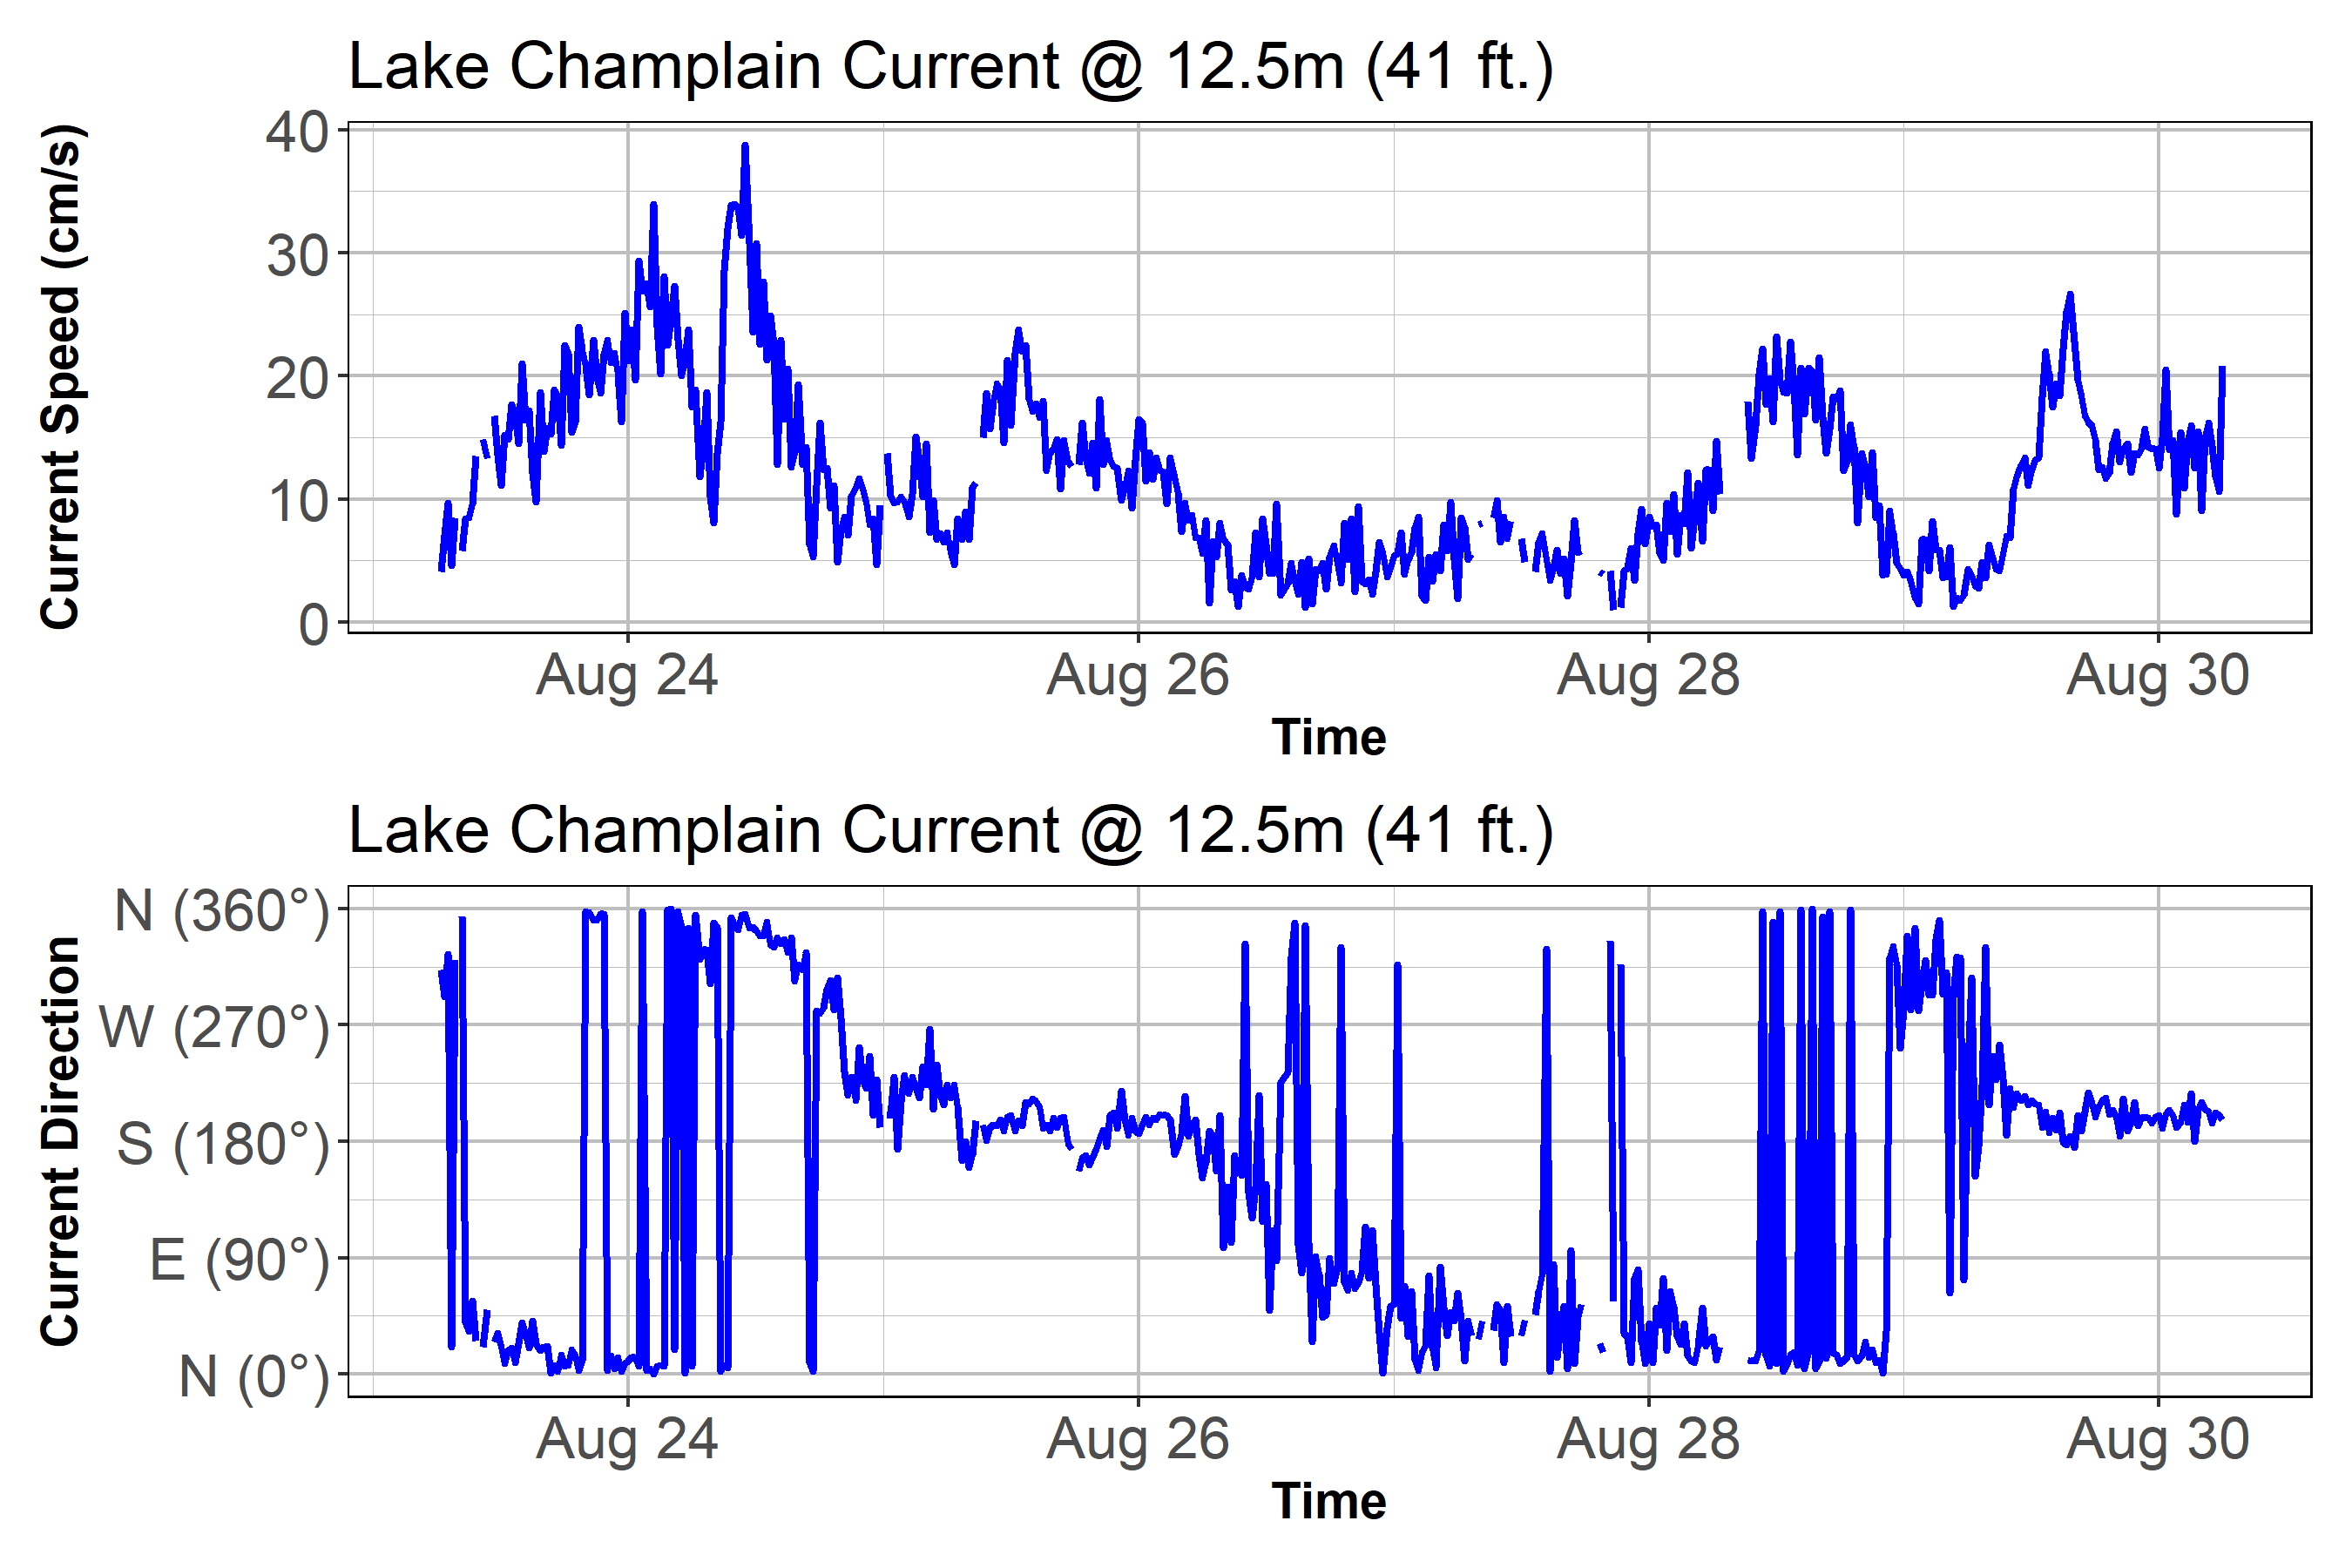 Lake Champlain Current @ 12.5m (41 ft.)
Current Speed (cm/s)
40
30
20
10
0
Aug 24 Aug 26 Aug 28 Aug 30
Time
Lake Champlain Current @ 12.5m (41 ft.)
Current Direction
N (360°)
W (270°)
S (180°)
E (90°)
N (0°)
Aug 24 Aug 26 Aug 28 Aug 30
Time